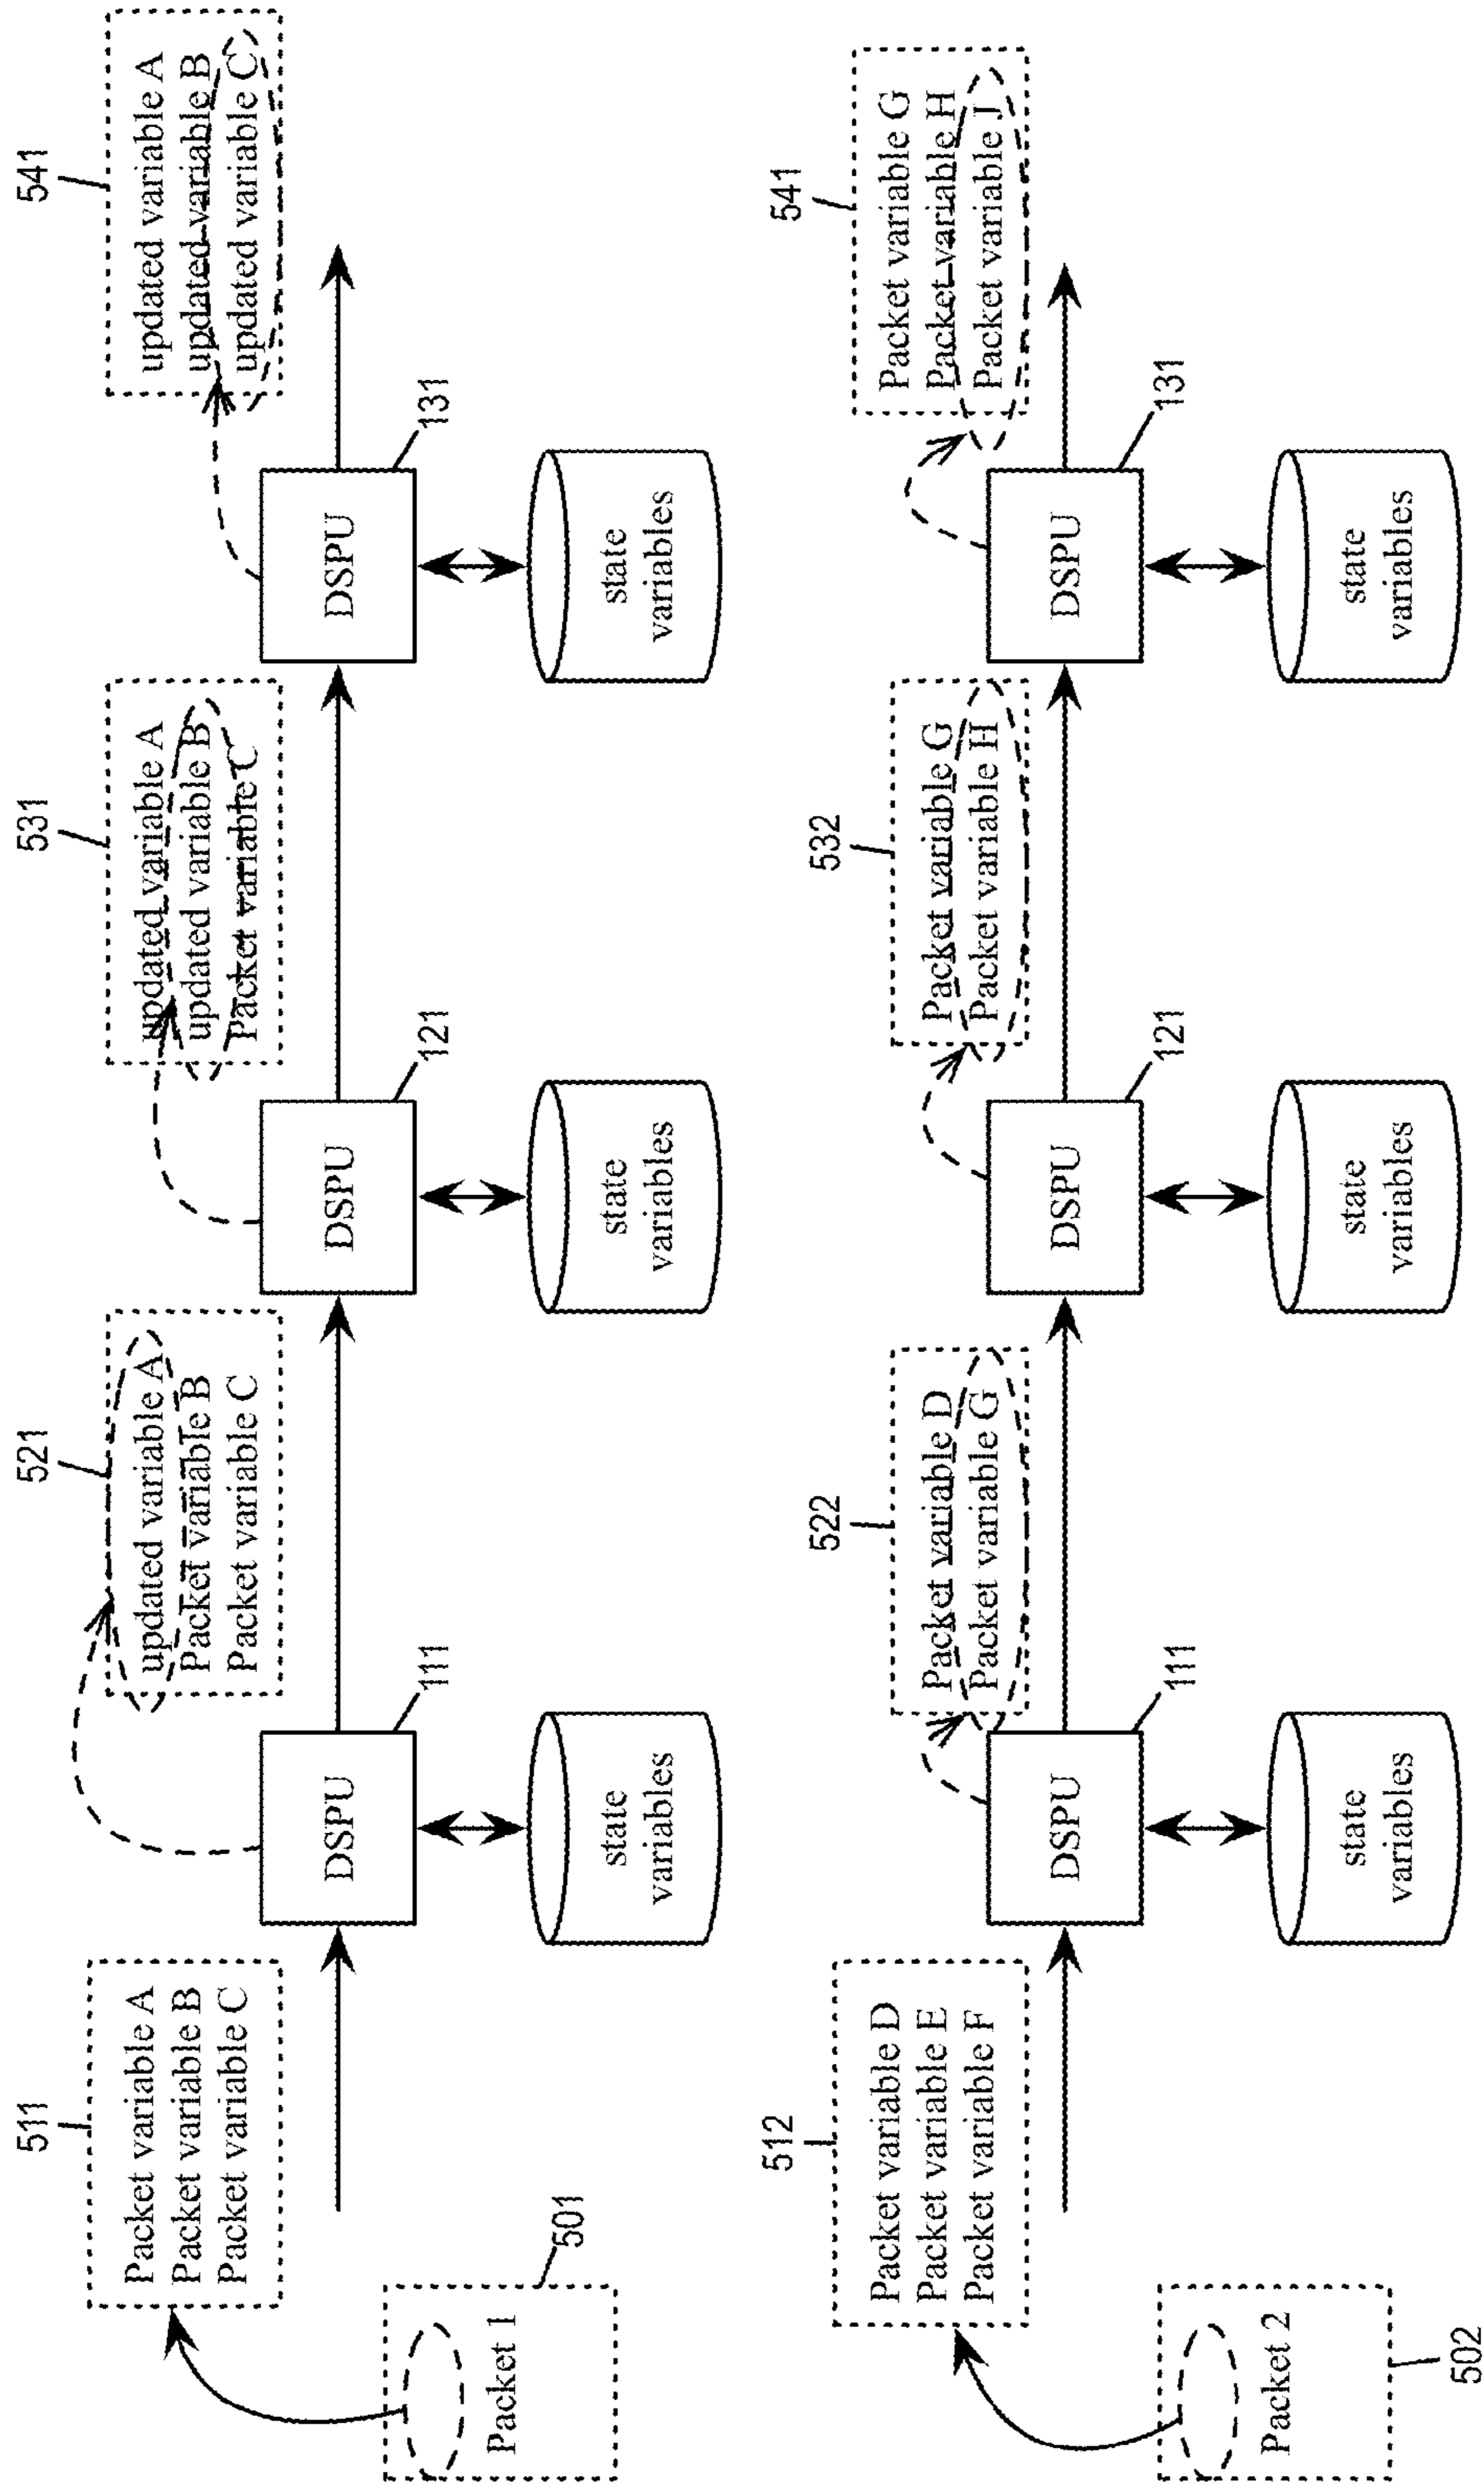 511
Packet variable A
Packet variable B
Packet variable C
Packet 1
501
DSPU
111
state
variables
521
updated variable A
Packet variable B
Packet variable C
DSPU
121
state
variables
531
updated variable A
updated variable B
Packet variable C
DSPU
131
state
variables
541
updated variable A
updated variable B
updated variable C
512
Packet variable D
Packet variable E
Packet variable F
Packet 2
502
DSPU
111
state
variables
522
Packet variable D
Packet variable G
DSPU
121
state
variables
532
Packet variable G
Packet variable H
DSPU
131
state
variables
541
Packet variable G
Packet variable H
Packet variable J